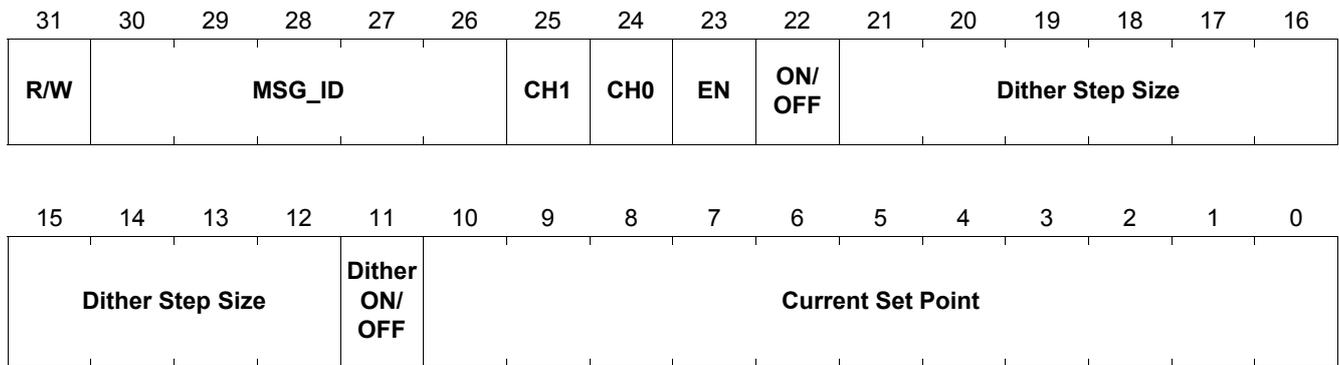 31 30 29 28 27 26 25 24 23 22 21 20 19 18 17 16
R/W MSG_ID CH1 CH0 EN ON/
OFF Dither Step Size
15 14 13 12 11 10 9 8 7 6 5 4 3 2 1 0
Dither Step Size Dither
ON/
OFF Current Set Point